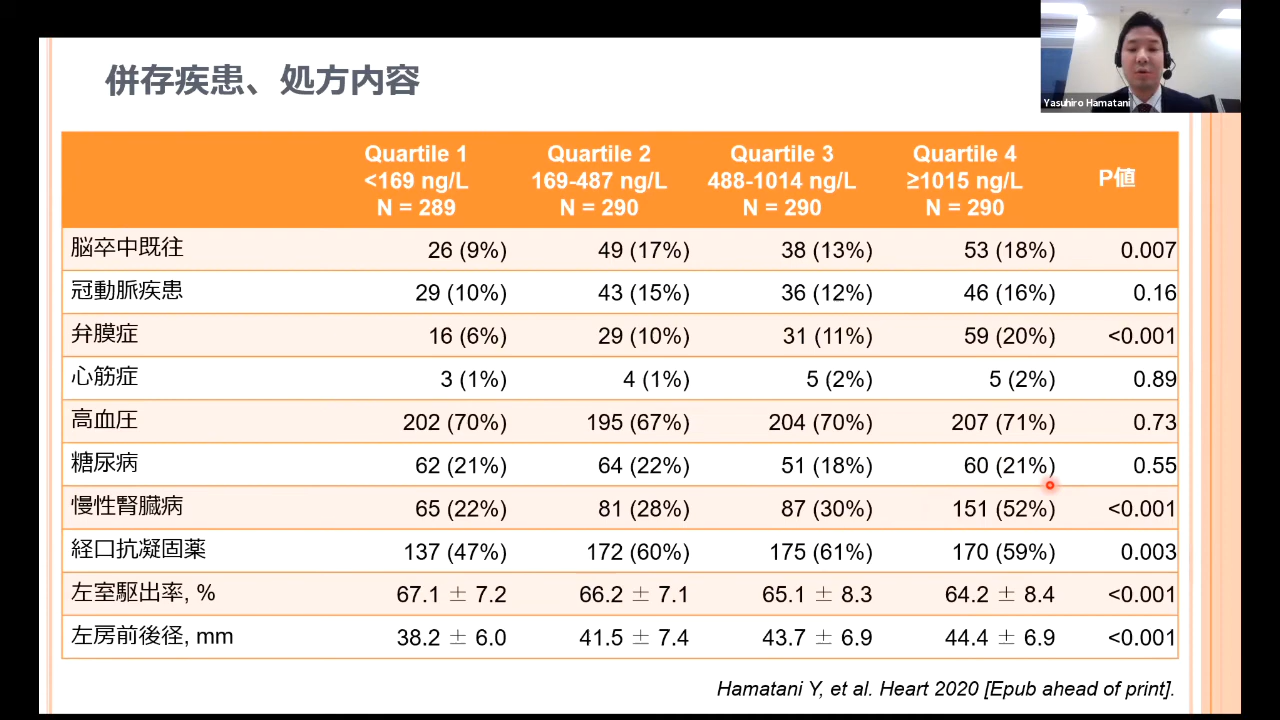 併存疾患、処方内容
Yasuhiro Hamatani
Quartile 1 Quartile 2 Quartile 3 Quartile 4
<169 ng/L 169-487 ng/L 488-1014 ng/L ≥1015 ng/L P値
N = 289 N = 290 N = 290 N = 290
脳卒中既往 26 (9%) 49 (17%) 38 (13%) 53 (18%) 0.007
冠動脈疾患 29 (10%) 43 (15%) 36 (12%) 46 (16%) 0.16
弁膜症 16 (6%) 29 (10%) 31 (11%) 59 (20%) <0.001
心筋症 3 (1%) 4 (1%) 5 (2%) 5 (2%) 0.89
高血圧 202 (70%) 195 (67%) 204 (70%) 207 (71%) 0.73
糖尿病 62 (21%) 64 (22%) 51 (18%) 60 (21%) 0.55
慢性腎臓病 65 (22%) 81 (28%) 87 (30%) 151 (52%) <0.001
経口抗凝固薬 137 (47%) 172 (60%) 175 (61%) 170 (59%) 0.003
左室駆出率, % 67.1 ± 7.2 66.2 ± 7.1 65.1 ± 8.3 64.2 ± 8.4 <0.001
左房前後径, mm 38.2 ± 6.0 41.5 ± 7.4 43.7 ± 6.9 44.4 ± 6.9 <0.001
Hamatani Y, et al. Heart 2020 [Epub ahead of print].